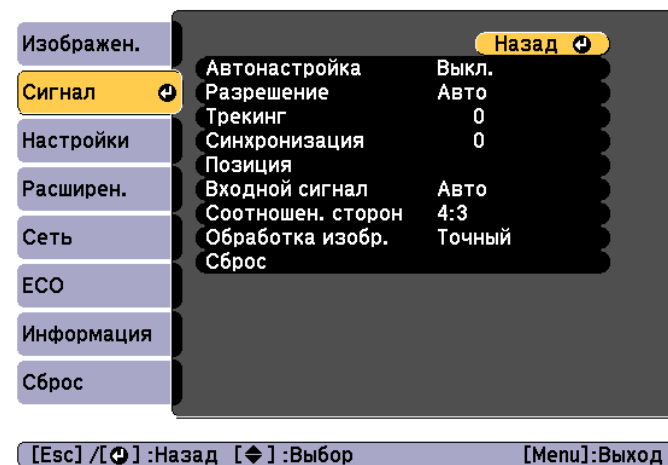 Изображен.
Сигнал
Настройки
Расширен.
Сеть
ECO
Информация
Сброс
Назад
Автонастройка Выкл.
Разрешение Авто
Трекинг 0
Синхронизация 0
Позиция
Входной сигнал Авто
Соотношен. сторон 4:3
Обработка изобр. Точный
Сброс
[Esc] /[ ] :Назад [ ] :Выбор [Menu]:Выход